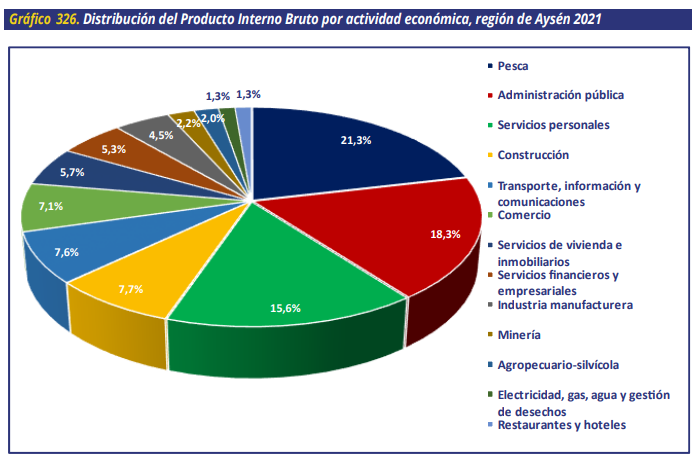 Gráfico 326. Distribución del Producto Interno Bruto por actividad económica, región de Aysén 2021
1,3%
1,3%
2,0%
2,2%
4,5%
5,3%
5,7%
7,1%
7,6%
7,7%
15,6%
18,3%
21,3%
Pesca
Administración pública
Servicios personales
Construcción
Transporte, información y
comunicaciones
Comercio
Servicios de vivienda e
inmobiliarios
Servicios financieros y
empresariales
Industria manufacturera
Minería
Agropecuario-silvícola
Electricidad, gas, agua y gestión
de desechos
Restaurantes y hoteles